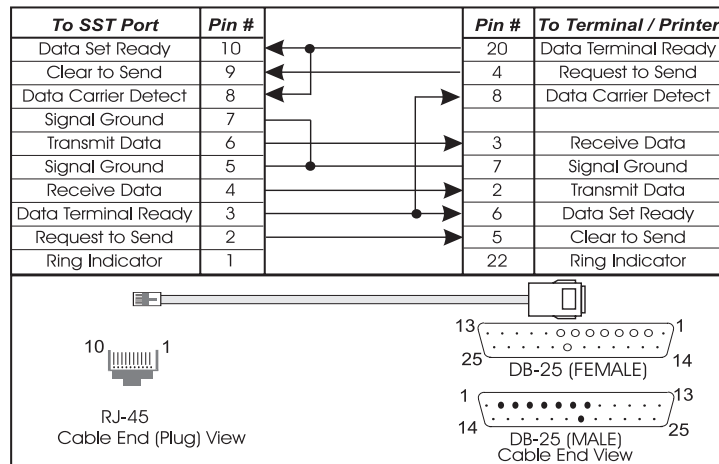 To SST Port Pin # Pin # To Terminal / Printer
Data Set Ready 10 20 Data Terminal Ready
Clear to Send 9 4 Request to Send
Data Carrier Detect 8 8 Data Carrier Detect
Signal Ground 7
Transmit Data 6 3 Receive Data
Signal Ground 5 7 Signal Ground
Receive Data 4 2 Transmit Data
Data Terminal Ready 3 6 Data Set Ready
Request to Send 2 5 Clear to Send
Ring Indicator 1 22 Ring Indicator
13 1
25 14
DB-25 (FEMALE)
10 1
RJ-45
Cable End (Plug) View
1 13
14 25
DB-25 (MALE)
Cable End View